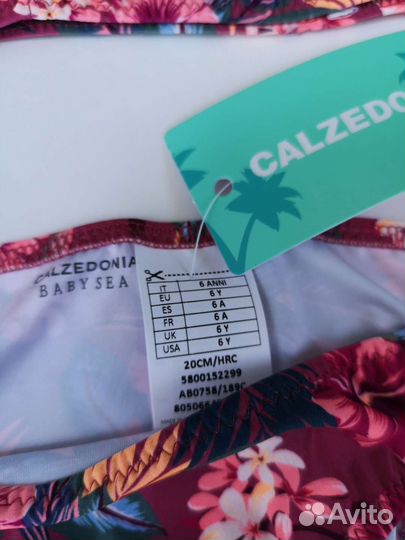 CALZEDON
CALZEDONIA
BABY SEA
IT 6 ANNI
EU 6 Y
ES 6 A
FR 6 A
UK 6 Y
USA 6 Y
20CM/HRC
5800152299
AB0758/189C
Avito